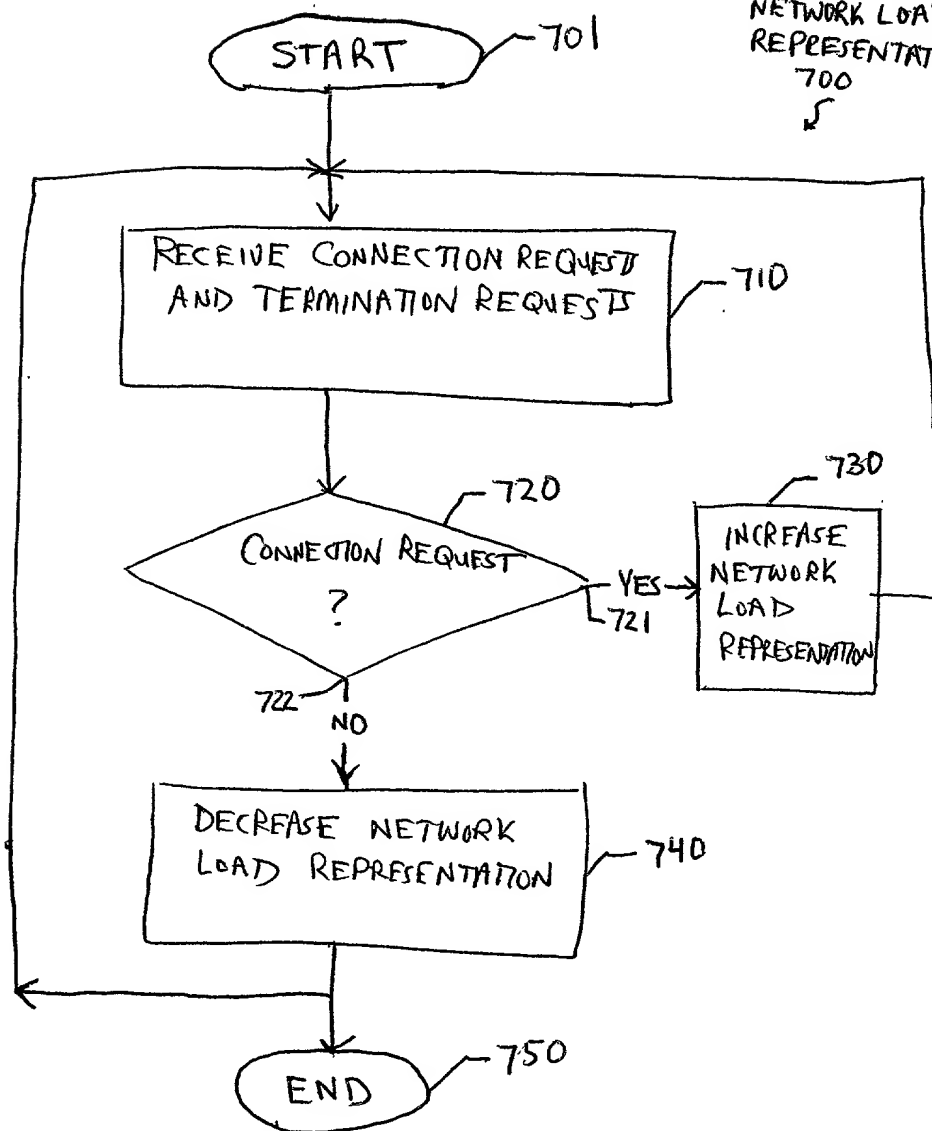 START
701
NETWORK LOA
REPRESENTAT
700
RECEIVE CONNECTION REQUESTS
AND TERMINATION REQUESTS
710
720
CONNECTION REQUEST
?
YES
721
730
INCREASE
NETWORK
LOAD
REPRESENTATION
722
NO
DECREASE NETWORK
LOAD REPRESENTATION
740
END
750